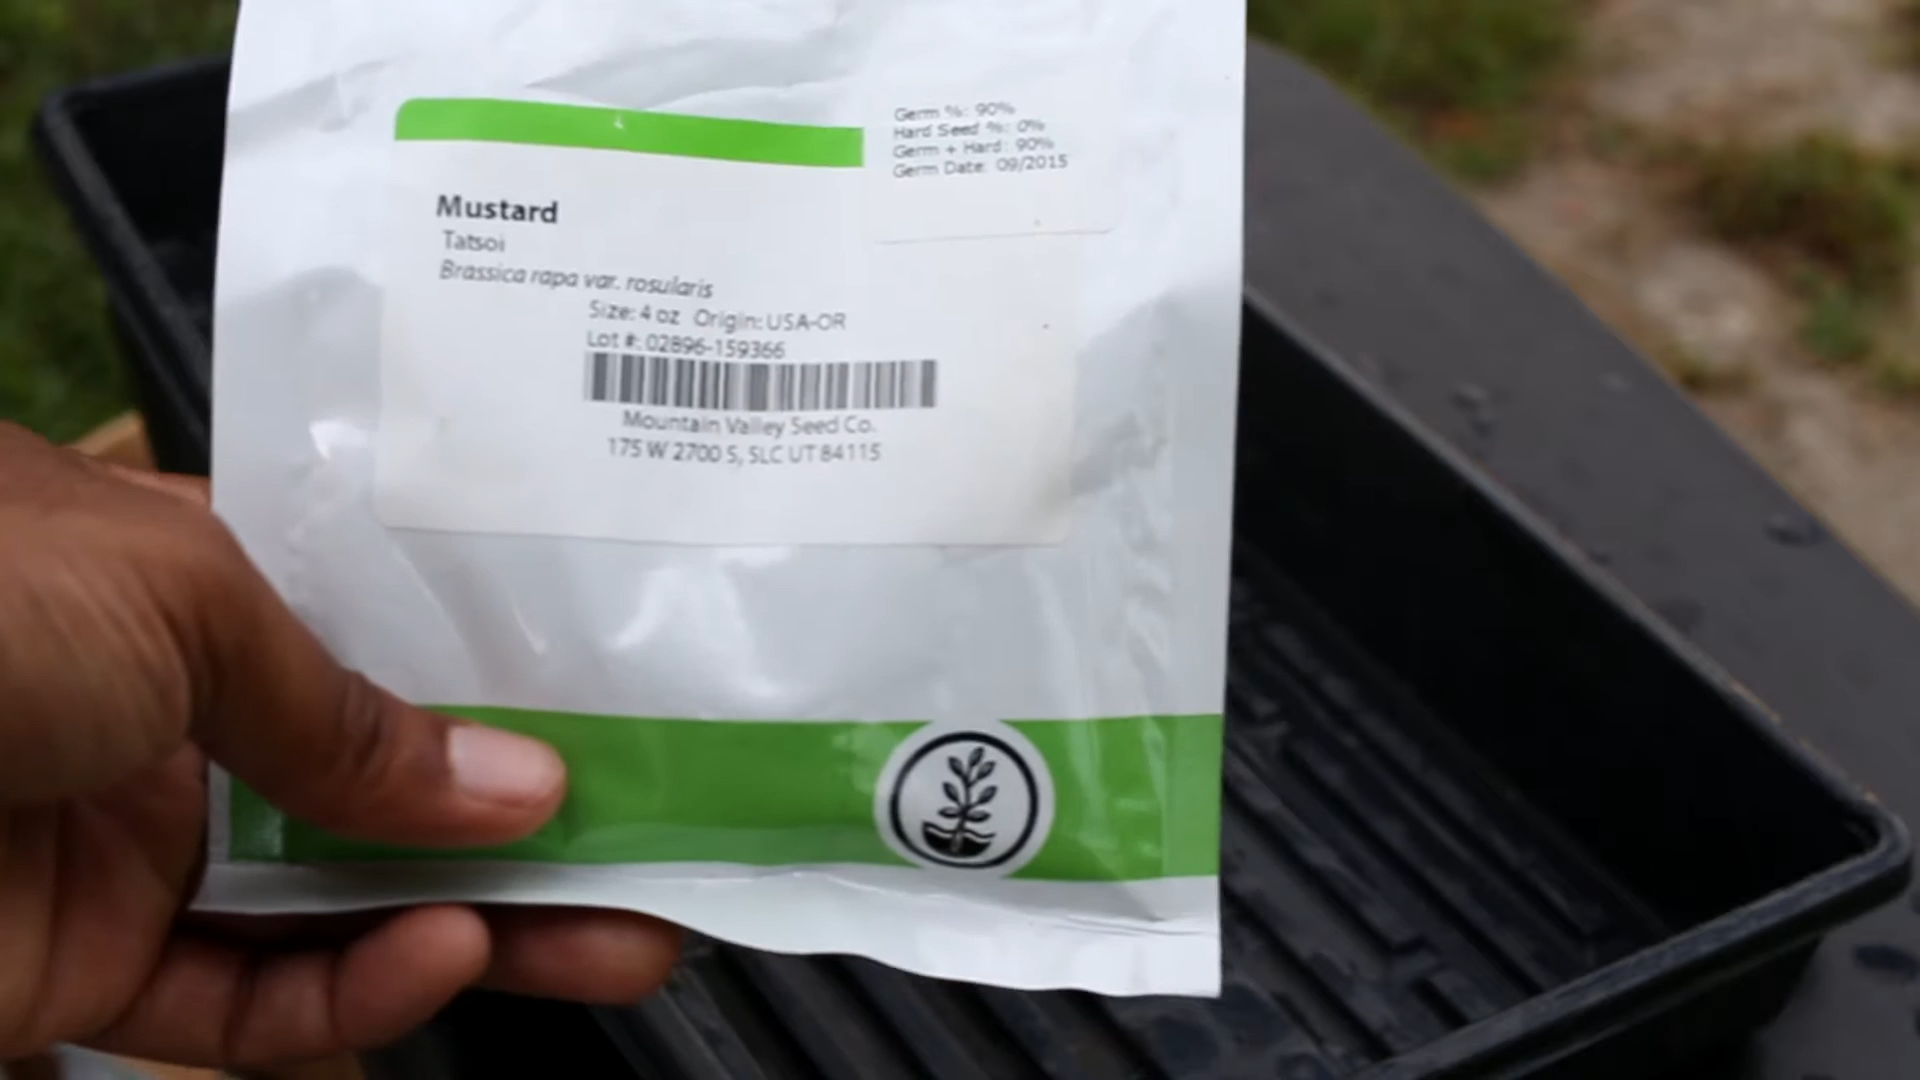 Germ %: 90%
Hard Seed %: 0%
Germ + Hard: 90%
Germ Date: 09/2015
Mustard
Tatsoi
Brassica rapa var. rosularis
Size: 4 oz Origin: USA-OR
Lot #: 02896-159366
Mountain Valley Seed Co.
175 W 2700 S, SLC UT 84115